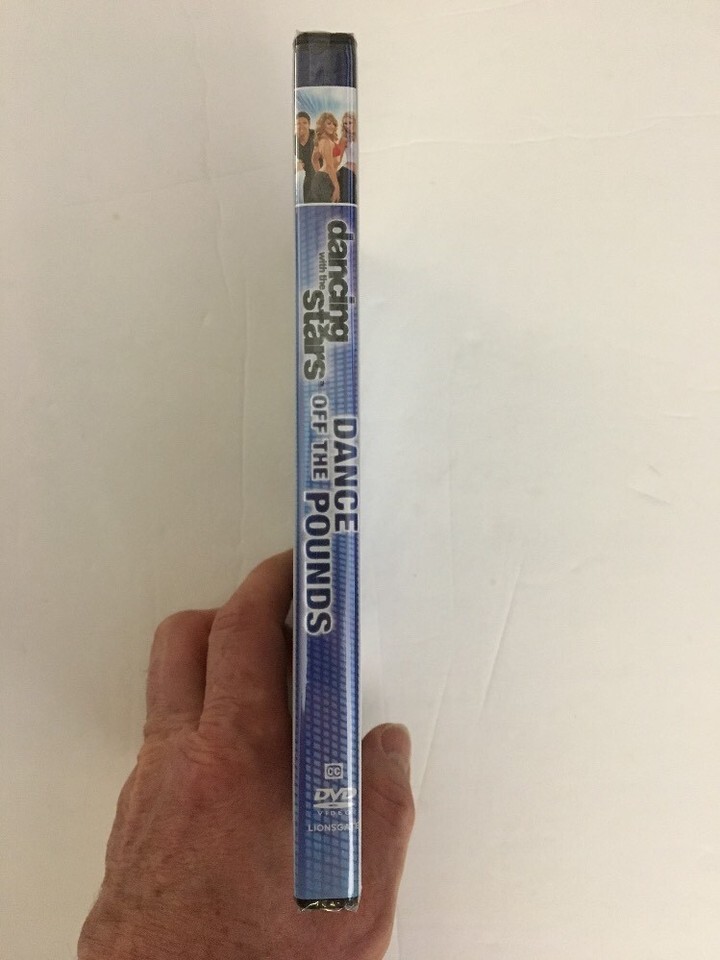 dancing
with the
stars
DANCE
OFF THE
POUNDS
CC
DVD
VIDEO
LIONSGATE